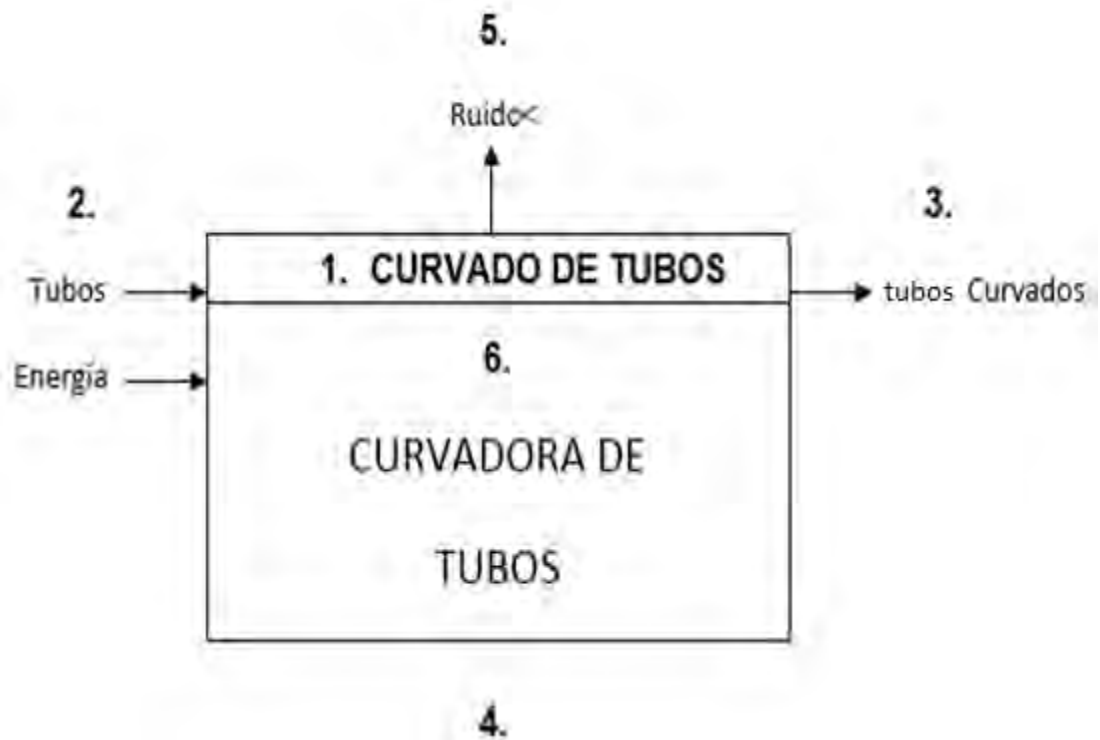 5.
Ruido<
2.
3.
1. CURVADO DE TUBOS
Tubos
tubos Curvados
6.
Energía
CURVADORA DE
TUBOS
4.